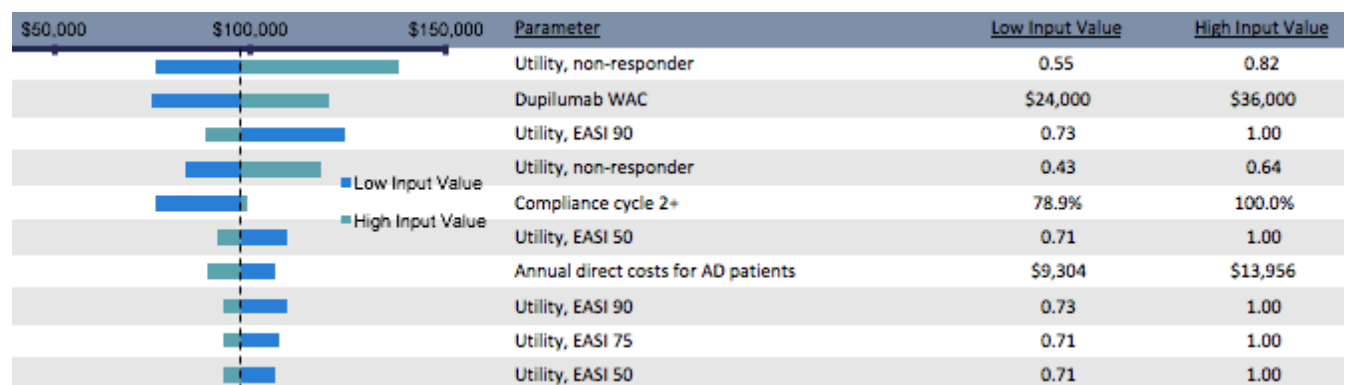 $50,000 $100,000 $150,000 Parameter Low Input Value High Input Value
Utility, non-responder 0.55 0.82
Dupilumab WAC $24,000 $36,000
Utility, EASI 90 0.73 1.00
Utility, non-responder 0.43 0.64
Low Input Value
Compliance cycle 2+ 78.9% 100.0%
High Input Value
Utility, EASI 50 0.71 1.00
Annual direct costs for AD patients $9,304 $13,956
Utility, EASI 90 0.73 1.00
Utility, EASI 75 0.71 1.00
Utility, EASI 50 0.71 1.00